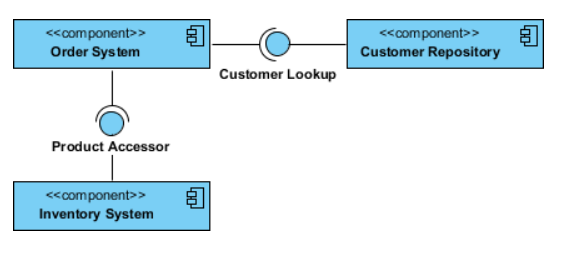 <<component>>
Order System
<<component>>
Customer Repository
Customer Lookup
Product Accessor
<<component>>
Inventory System